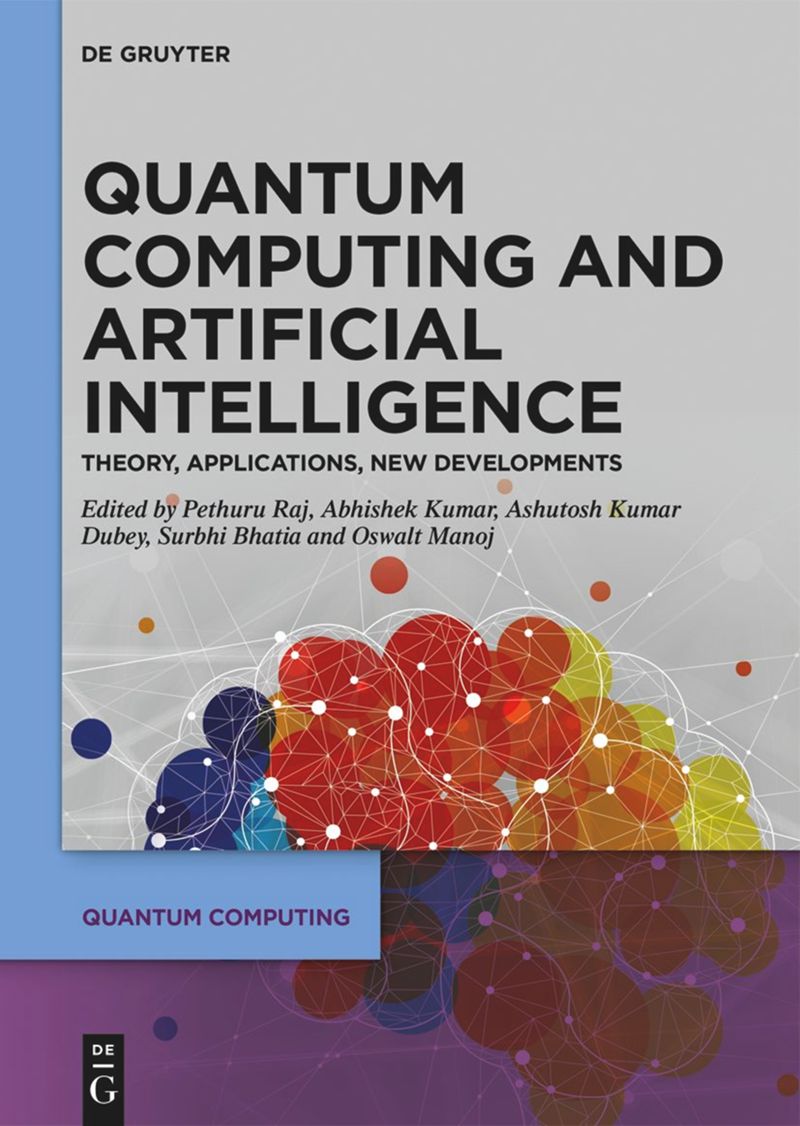 DE GRUYTER
QUANTUM
COMPUTING AND
ARTIFICIAL
INTELLIGENCE
THEORY, APPLICATIONS, NEW DEVELOPMENTS
Edited by Pethuru Raj, Abhishek Kumar, Ashutosh Kumar
Dubey, Surbhi Bhatia and Oswalt Manoj
QUANTUM COMPUTING
DE
G